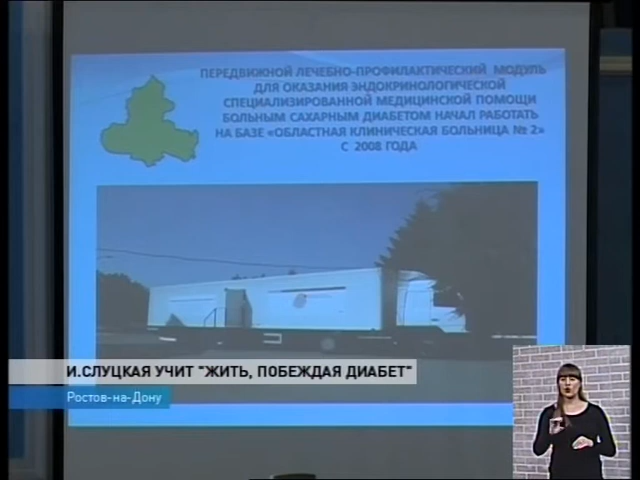 ПЕРЕДВИЖНОЙ ЛЕЧЕБНО-ПРОФИЛАКТИЧЕСКИЙ МОДУЛЬ
ДЛЯ ОКАЗАНИЯ ЭНДОКРИНОЛОГИЧЕСКОЙ
СПЕЦИАЛИЗИРОВАННОЙ МЕДИЦИНСКОЙ ПОМОЩИ
БОЛЬНЫМ САХАРНЫМ ДИАБЕТОМ НАЧАЛ РАБОТАТЬ
НА БАЗЕ «ОБЛАСТНАЯ КЛИНИЧЕСКАЯ БОЛЬНИЦА № 2»
С 2008 ГОДА
И.СЛУЦКАЯ УЧИТ "ЖИТЬ, ПОБЕЖДАЯ ДИАБЕТ"
Ростов-на-Дону